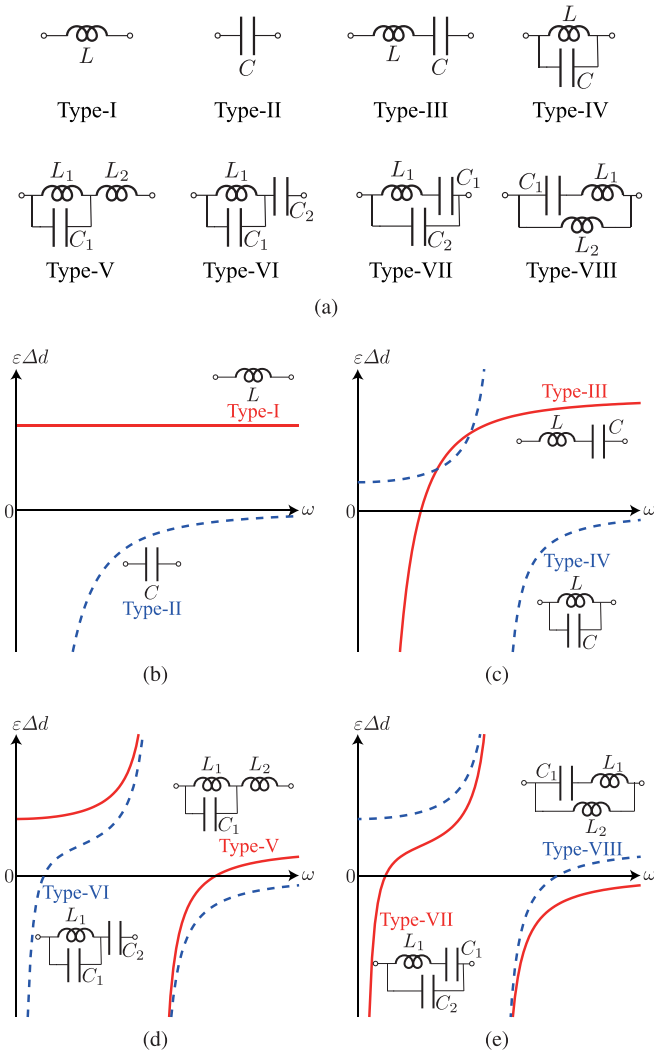 L C L C L
C
Type-I Type-II Type-III Type-IV
L₁ L₂ L₁ L₁ C₁ C₁ L₁
C₁ C₁ C₂ C₂ L₂
Type-V Type-VI Type-VII Type-VIII
(a)
εΔd
L
Type-I
0 ω
C
Type-II
(b)
εΔd
Type-III
L C
0 ω
Type-IV
L
C
(c)
εΔd
L₁ L₂
C₁
Type-V
ω
0
Type-VI
L₁
C₂
C₁
(d)
εΔd
C₁ L₁
L₂
Type-VIII
ω
0
Type-VII
L₁ C₁
C₂
(e)